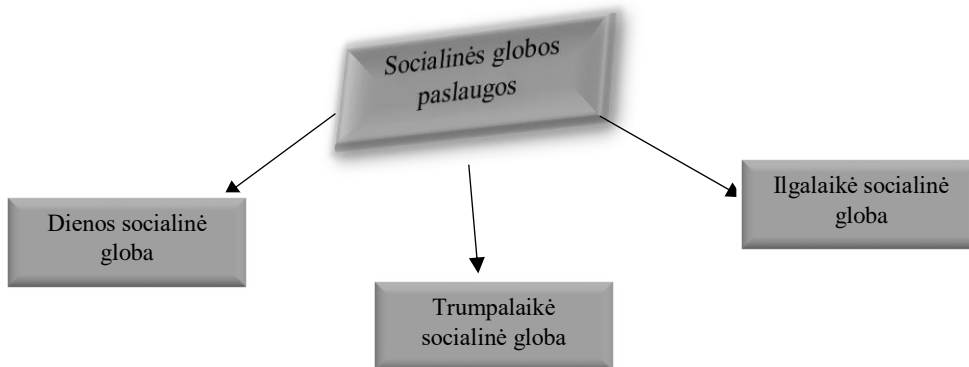 Socialinės globos
paslaugos
Dienos socialinė
globa
Trumpalaikė
socialinė globa
Ilgalaikė socialinė
globa